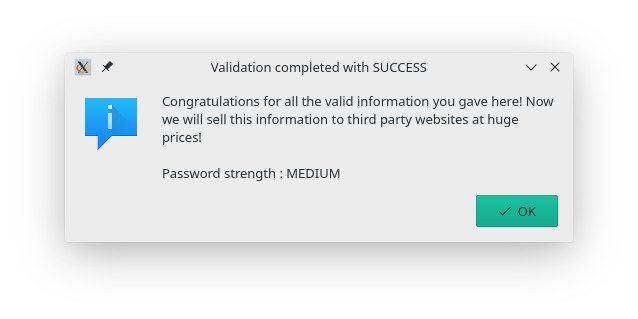 Validation completed with SUCCESS
Congratulations for all the valid information you gave here! Now
we will sell this information to third party websites at huge
prices!
Password strength : MEDIUM
OK